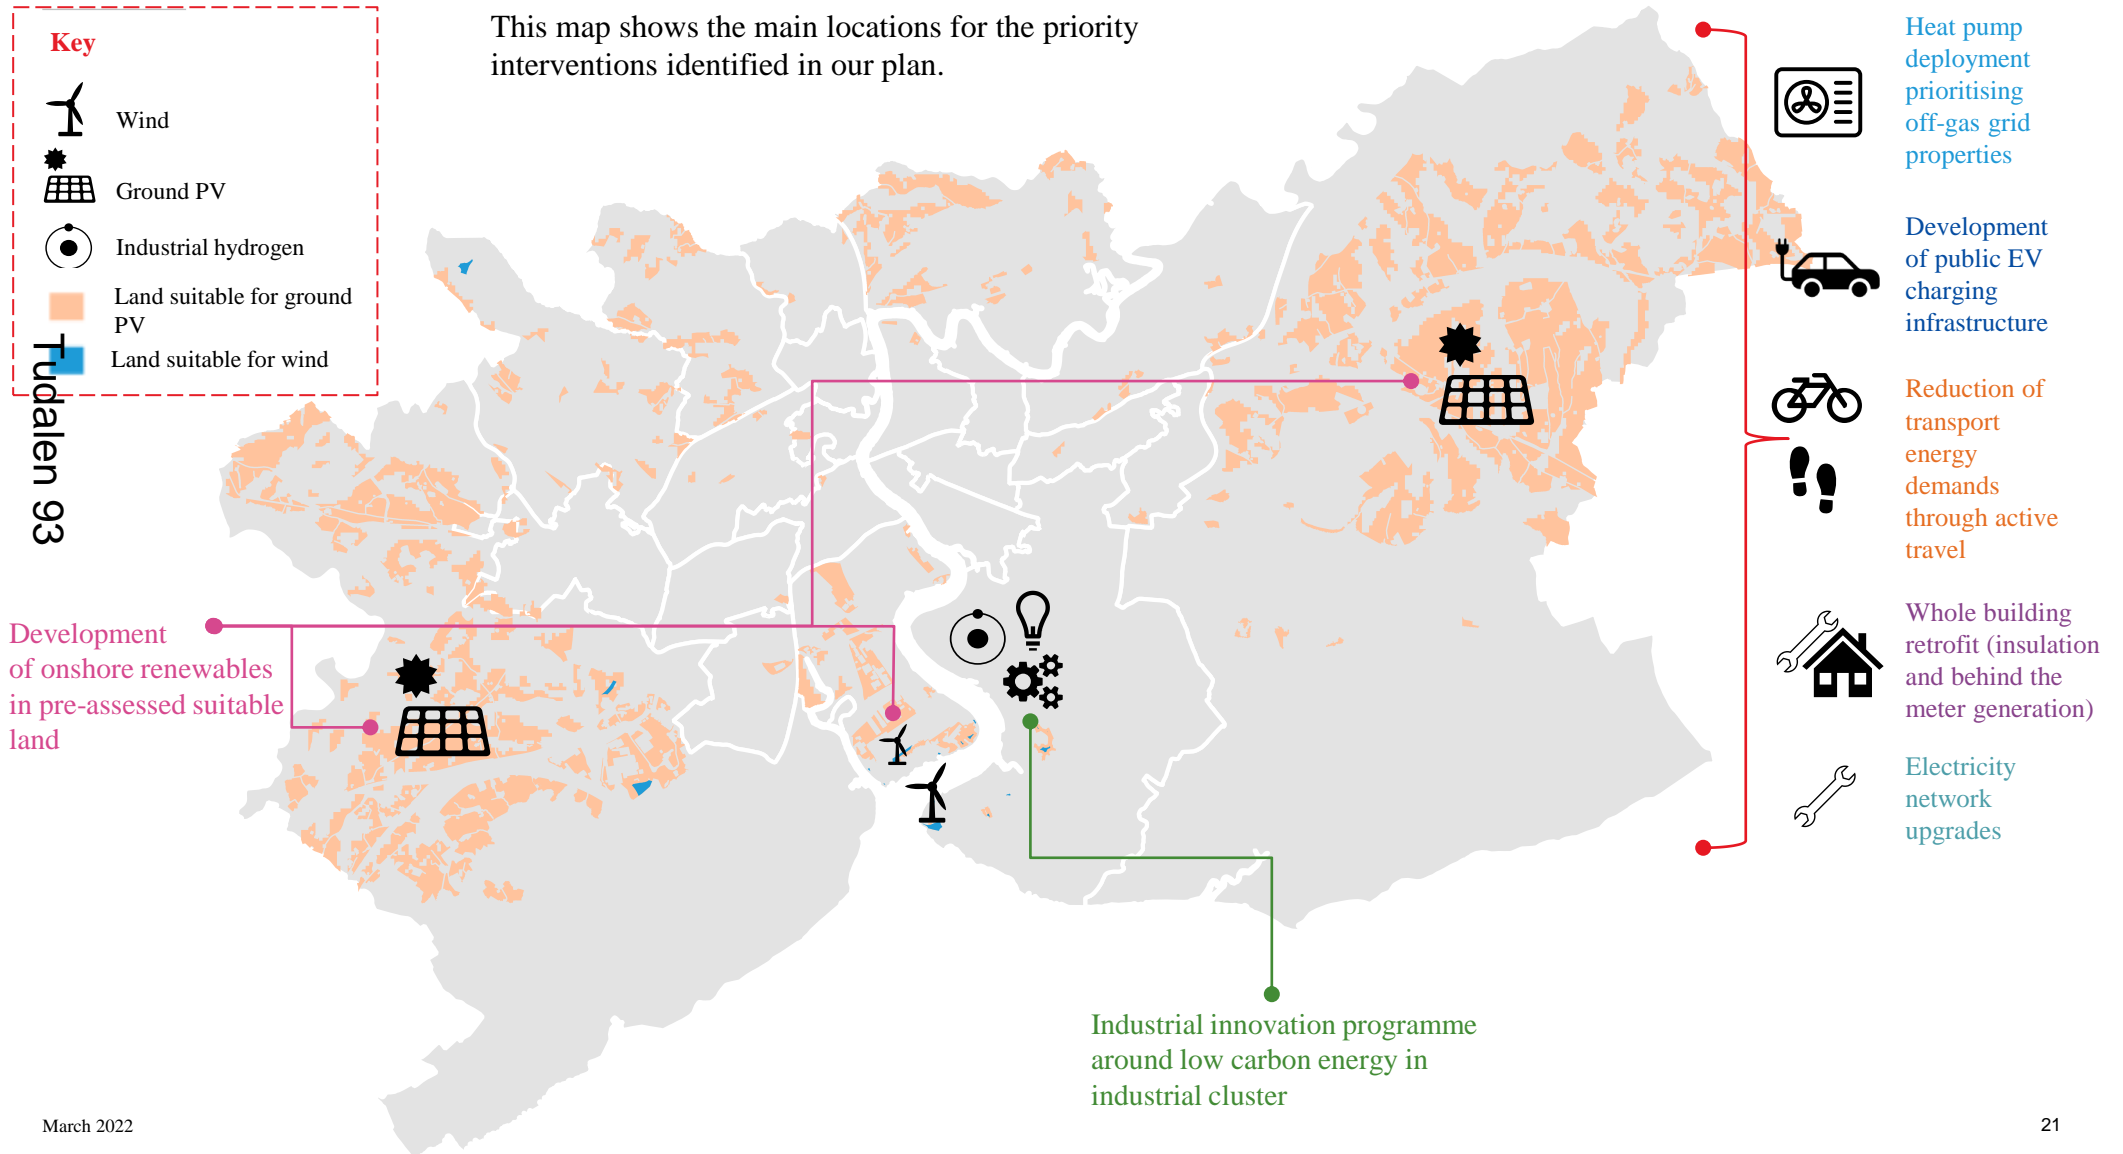 This map shows the main locations for the priority
interventions identified in our plan.
Key
Wind
Ground PV
Industrial hydrogen
Land suitable for ground
PV
Land suitable for wind
Tudalen 93
Development
of onshore renewables
in pre-assessed suitable
land
Industrial innovation programme
around low carbon energy in
industrial cluster
Heat pump
deployment
prioritising
off-gas grid
properties
Development
of public EV
charging
infrastructure
Reduction of
transport
energy
demands
through active
travel
Whole building
retrofit (insulation
and behind the
meter generation)
Electricity
network
upgrades
March 2022
21